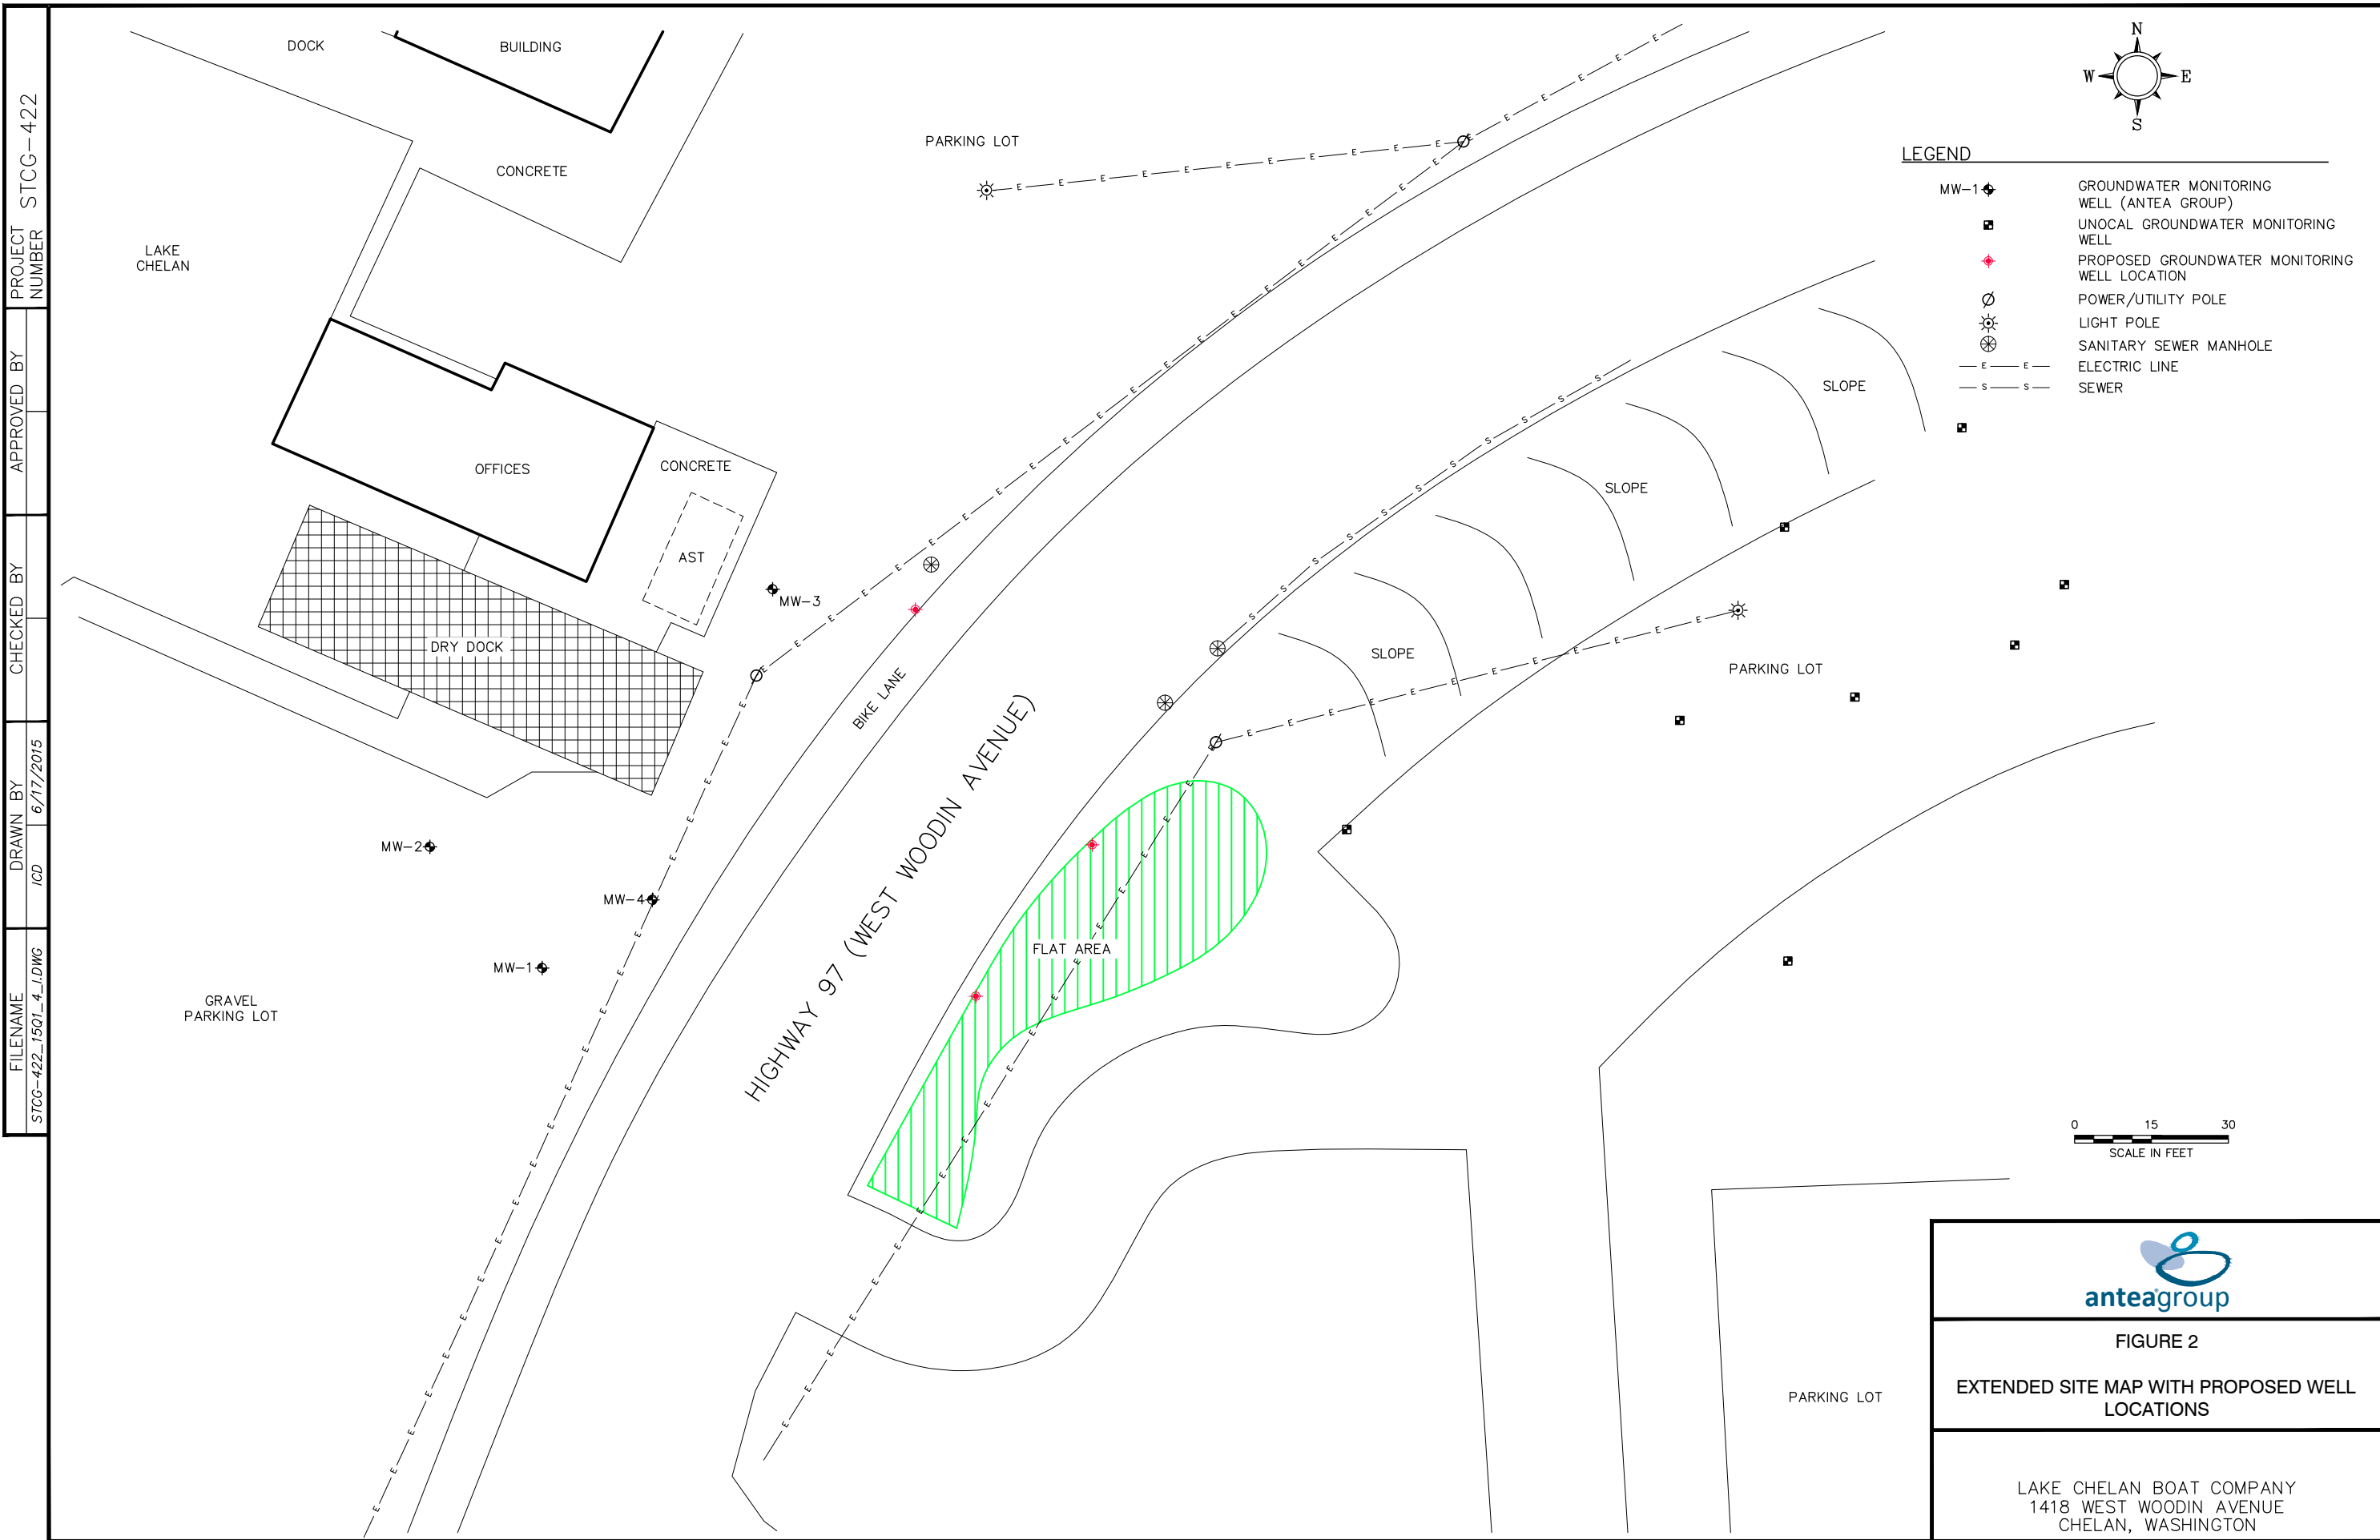 PROJECT
NUMBER
STCG-422
APPROVED BY
CHECKED BY
DRAWN BY
6/17/2015
ICD
FILENAME
STCG-422_15Q1_4_1.DWG
DOCK
BUILDING
CONCRETE
LAKE
CHELAN
PARKING LOT
OFFICES
CONCRETE
AST
DRY DOCK
MW-3
MW-2
MW-4
MW-1
GRAVEL
PARKING LOT
BIKE LANE
HIGHWAY 97 (WEST WOODIN AVENUE)
FLAT AREA
SLOPE
SLOPE
SLOPE
PARKING LOT
PARKING LOT
N
W E
S
LEGEND
MW-1 GROUNDWATER MONITORING
WELL (ANTEA GROUP)
UNOCAL GROUNDWATER MONITORING
WELL
PROPOSED GROUNDWATER MONITORING
WELL LOCATION
POWER/UTILITY POLE
LIGHT POLE
SANITARY SEWER MANHOLE
E E ELECTRIC LINE
S S SEWER
0 15 30
SCALE IN FEET
anteagroup
FIGURE 2
EXTENDED SITE MAP WITH PROPOSED WELL
LOCATIONS
LAKE CHELAN BOAT COMPANY
1418 WEST WOODIN AVENUE
CHELAN, WASHINGTON